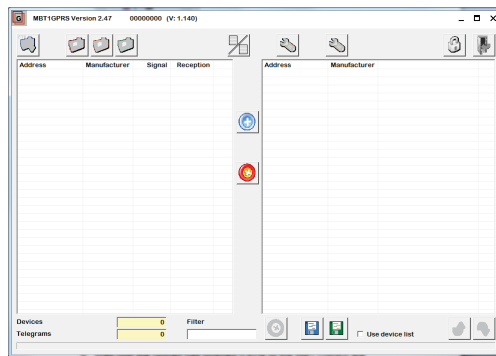 G MBT1GPRS Version 2.47 00000000 (V: 1.140)
Address Manufacturer Signal Reception
Address Manufacturer
Devices 0 Filter
Telegrams 0
Use device list